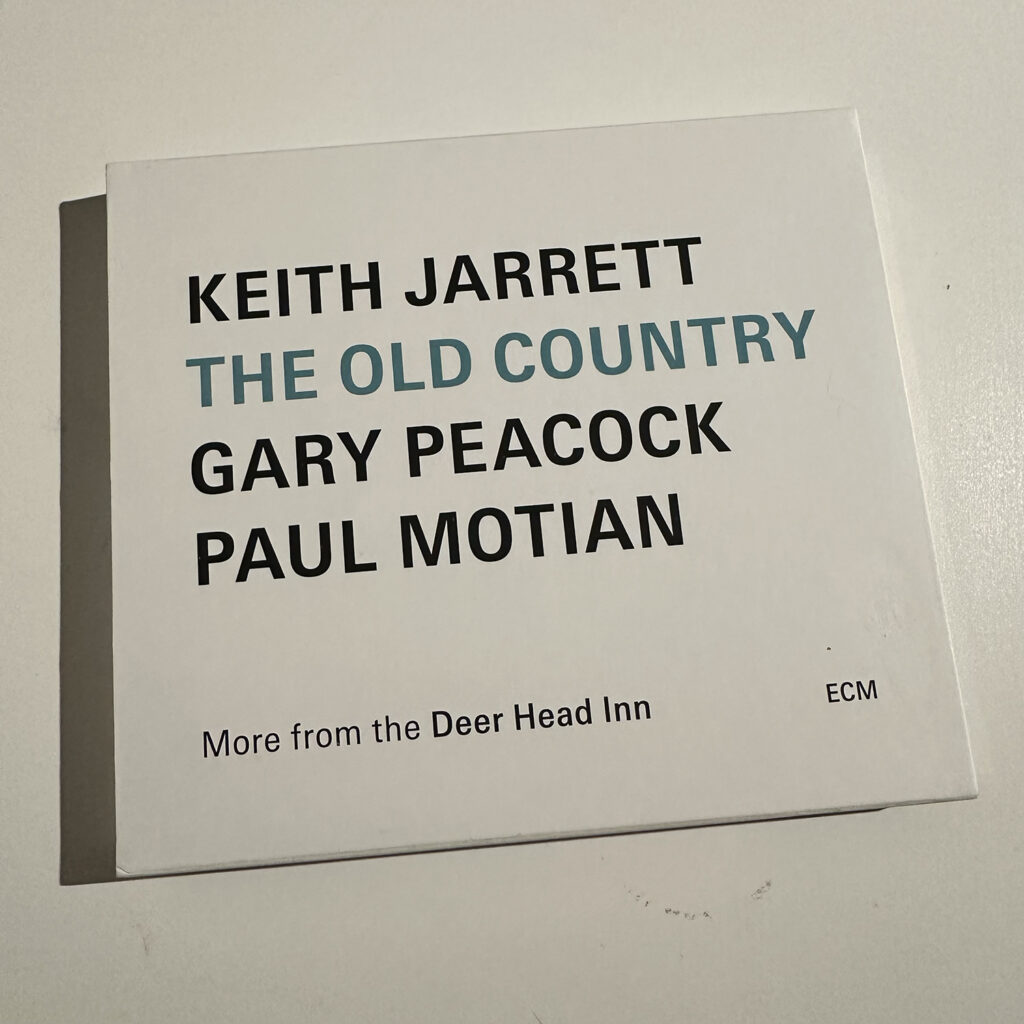 KEITH JARRETT
THE OLD COUNTRY
GARY PEACOCK
PAUL MOTIAN
More from the Deer Head Inn
ECM